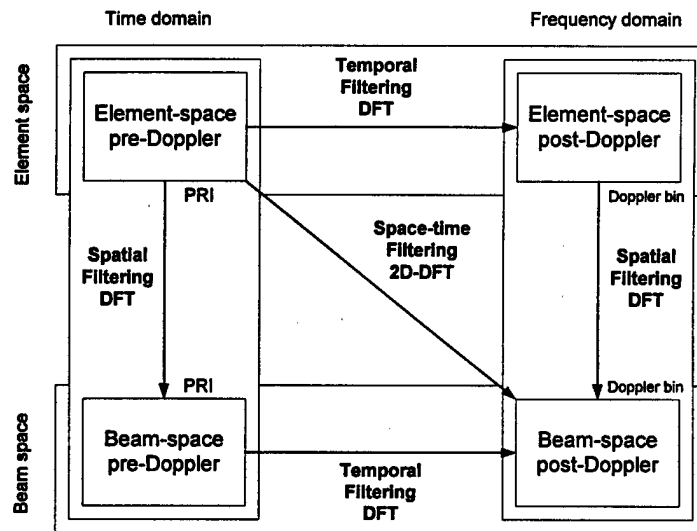 Time domain
Frequency domain
Element space
Temporal
Filtering
DFT
Element-space
pre-Doppler
Element-space
post-Doppler
PRI
Doppler bin
Spatial
Filtering
DFT
Space-time
Filtering
2D-DFT
Spatial
Filtering
DFT
PRI
Doppler bin
Beam space
Beam-space
pre-Doppler
Beam-space
post-Doppler
Temporal
Filtering
DFT